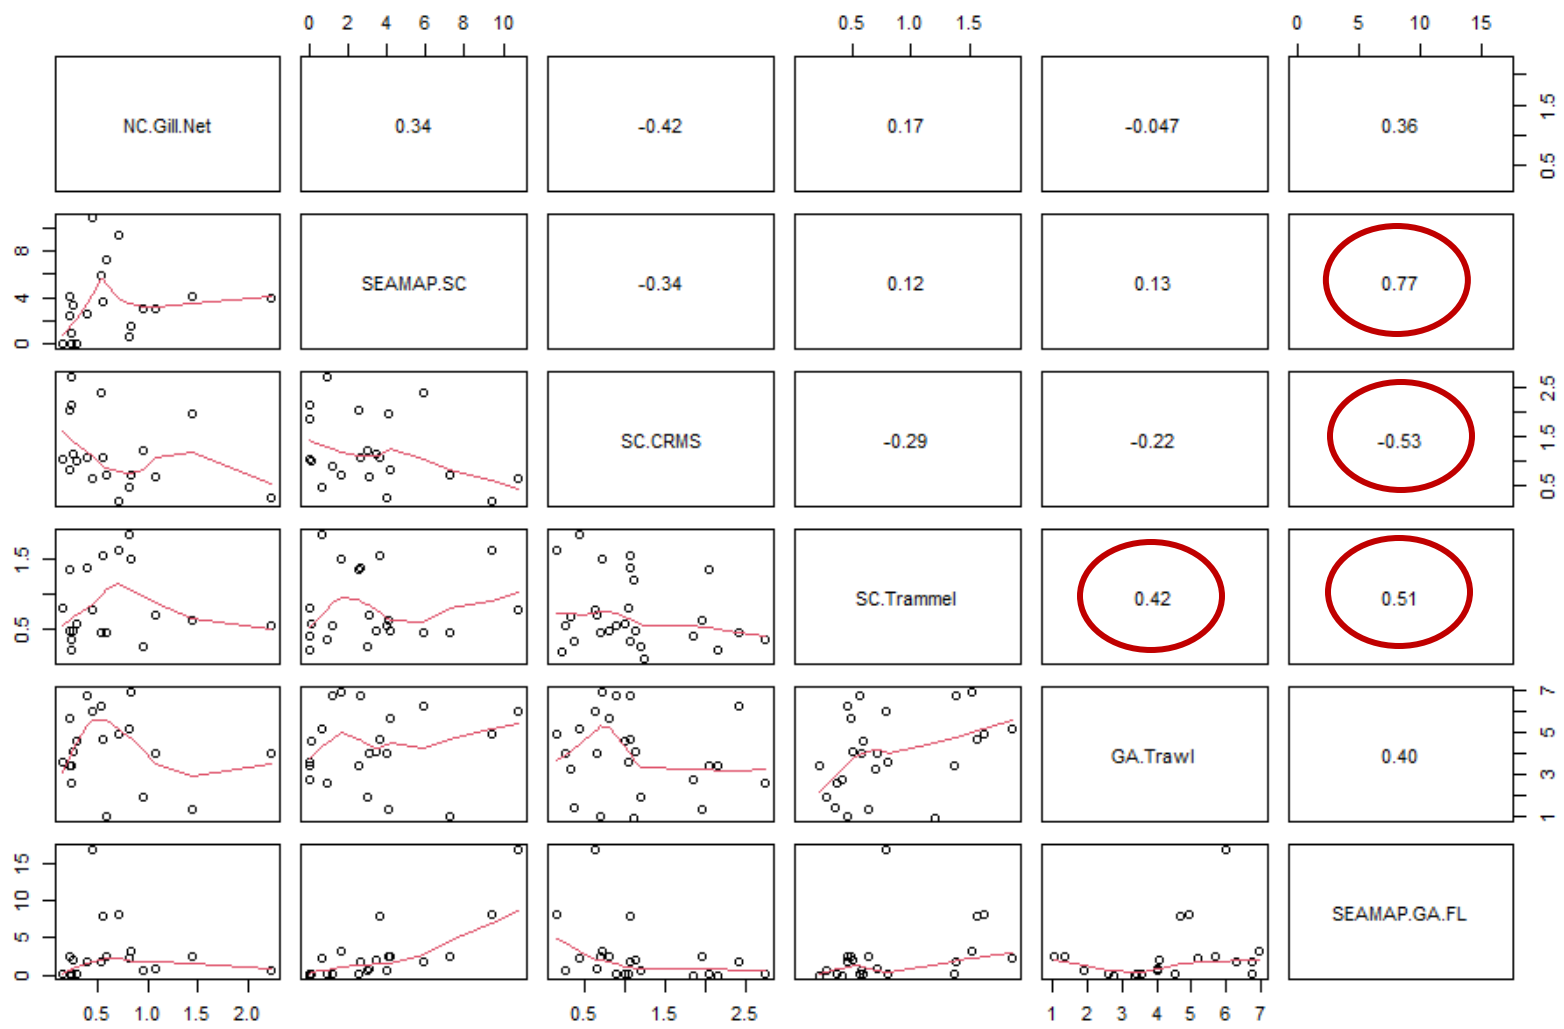 0 2 4 6 8 10 0.5 1.0 1.5 0 5 10 15
NC.Gill.Net 0.34 -0.42 0.17 -0.047 0.36 0.5 1.5
0 4 8 SEAMAP.SC -0.34 0.12 0.13 0.77
SC.CRMS -0.29 -0.22 -0.53 0.5 1.5 2.5
0.5 1.5 SC.Trammel 0.42 0.51
GA.Trawl 0.40 1 3 5 7
0 5 10 15 SEAMAP.GA.FL
0.5 1.0 1.5 2.0 0.5 1.5 2.5 1 2 3 4 5 6 7